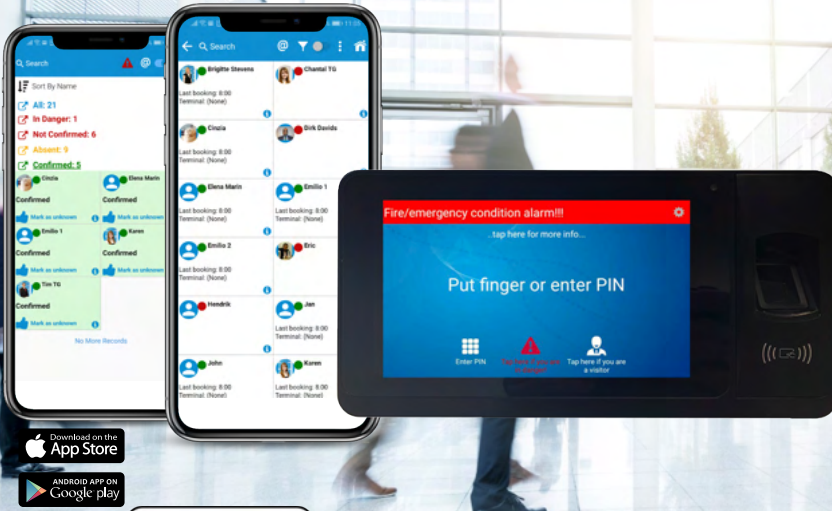 Search
Sort By Name
All: 21
In Danger: 1
Not Confirmed: 6
Absent: 9
Confirmed: 5
Cinzia
Confirmed
Mark as unknown
Elena Marin
Confirmed
Mark as unknown
Emilio 1
Confirmed
Mark as unknown
Karen
Confirmed
Mark as unknown
Tim TG
Confirmed
Mark as unknown
No More Records
11:05
Search
Brigitte Stevens
Last booking: 8:00
Terminal: (None)
Chantal TG
Cinzia
Last booking: 8:00
Terminal: (None)
Dirk Davids
Elena Marin
Last booking: 8:00
Terminal: (None)
Emilio 1
Last booking: 8:00
Terminal: (None)
Emilio 2
Last booking: 8:00
Terminal: (None)
Eric
Hendrik
Jan
Last booking: 8:00
Terminal: (None)
John
Last booking: 8:00
Terminal: (None)
Karen
Last booking: 8:00
Terminal: (None)
Fire/emergency condition alarm!!!
..tap here for more info...
Put finger or enter PIN
Enter PIN
Tap here if you are
Tap here if you are
a visitor
Download on the
App Store
ANDROID APP ON
Google play